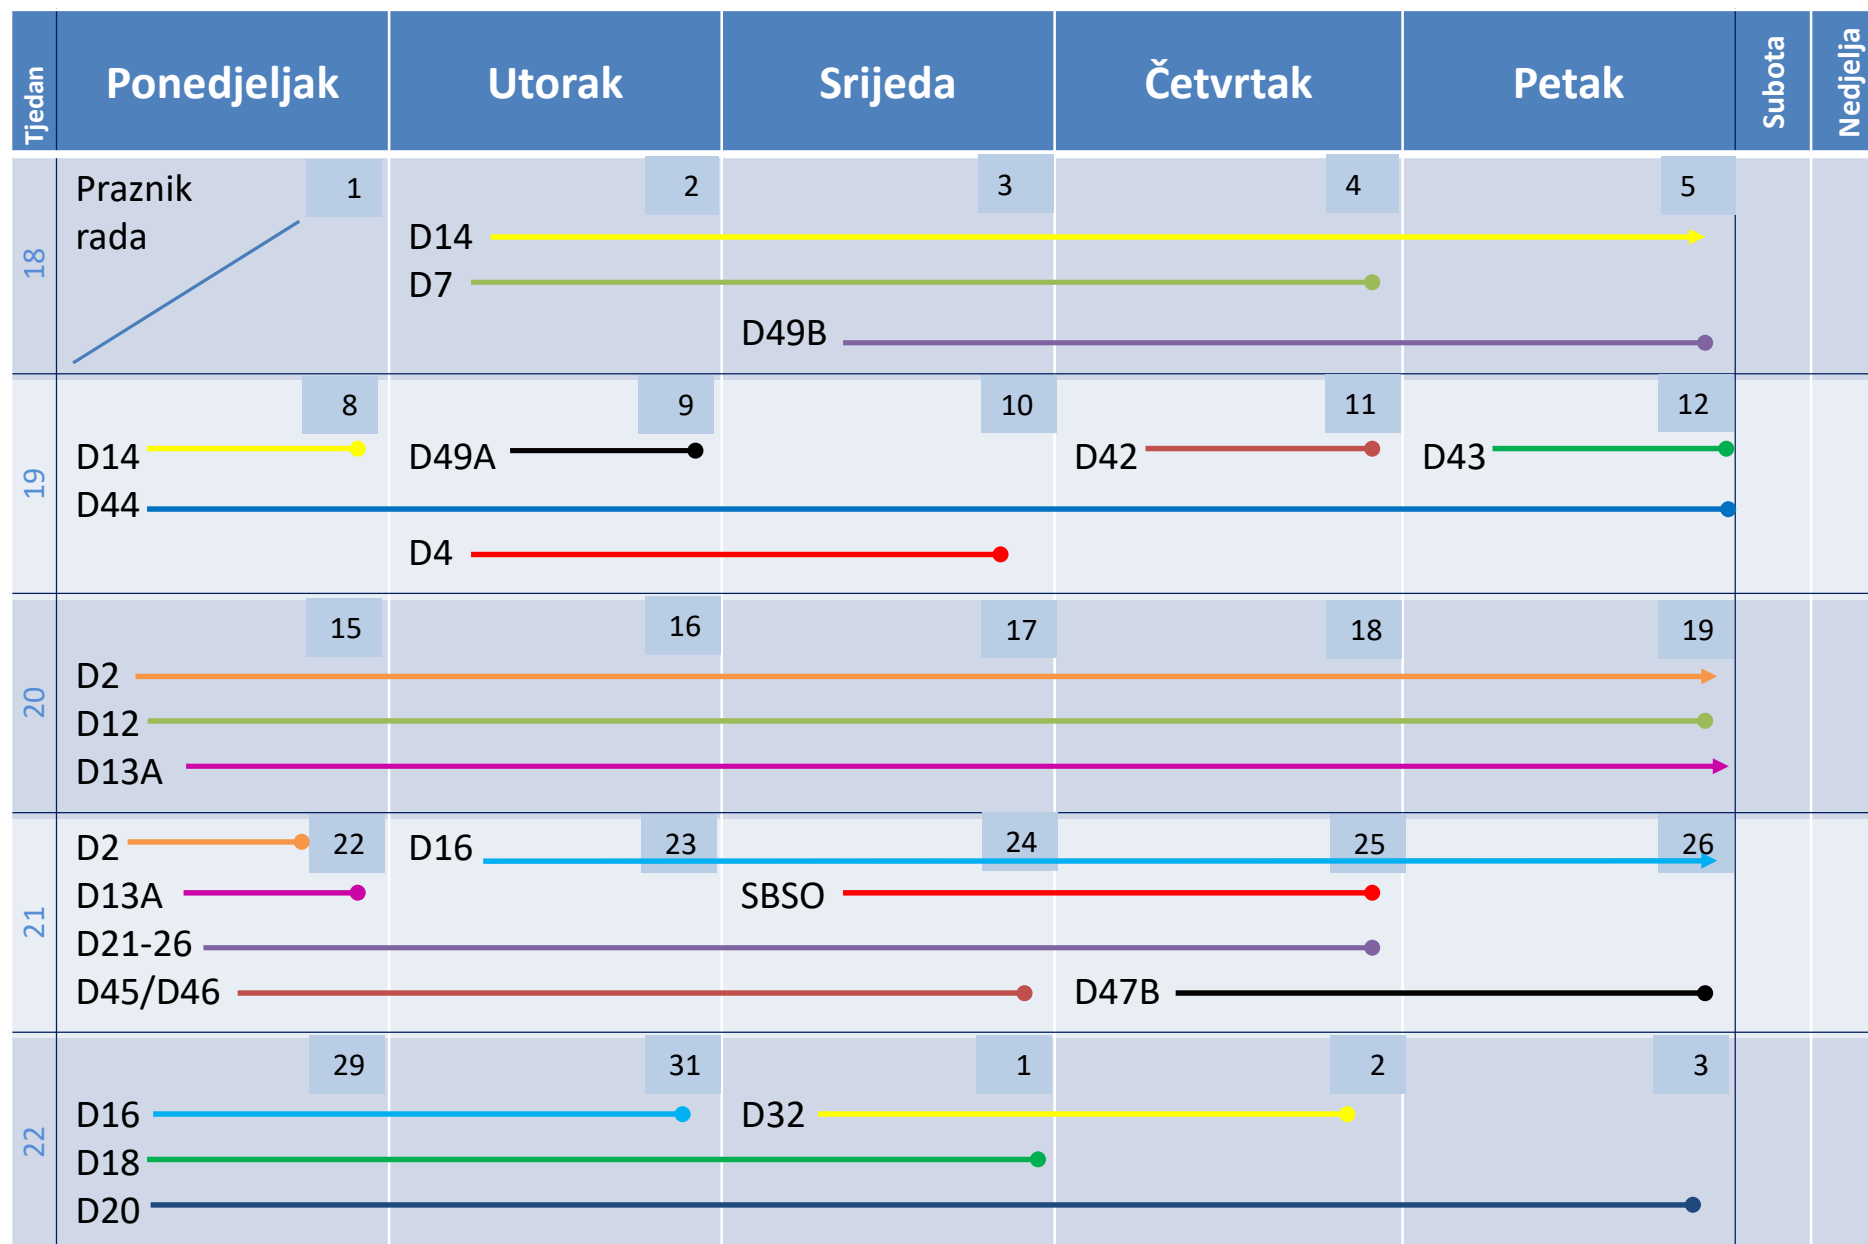 Tjedan
Ponedjeljak
Utorak
Srijeda
Četvrtak
Petak
Subota
Nedjelja
18
Praznik
rada
1
2
3
4
5
D14
D7
D49B
19
8
9
10
11
12
D14
D49A
D42
D43
D44
D4
20
15
16
17
18
19
D2
D12
D13A
21
D2
22
D16
23
24
25
26
D13A
SBSO
D21-26
D45/D46
D47B
22
29
31
1
2
3
D16
D32
D18
D20